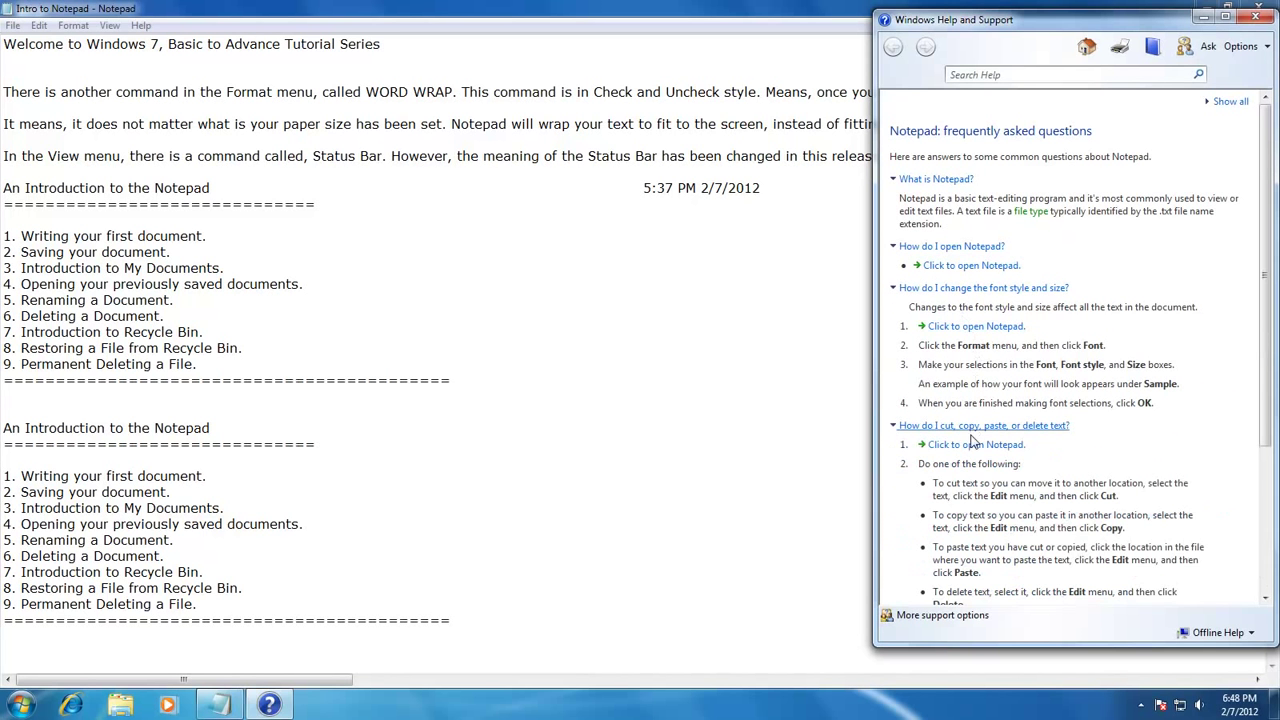 Intro to Notepad - Notepad
File Edit Format View Help
Welcome to Windows 7, Basic to Advance Tutorial Series
There is another command in the Format menu, called WORD WRAP. This command is in Check and Uncheck style. Means, once you
It means, it does not matter what is your paper size has been set. Notepad will wrap your text to fit to the screen, instead of fittin
In the View menu, there is a command called, Status Bar. However, the meaning of the Status Bar has been changed in this releas
An Introduction to the Notepad 5:37 PM 2/7/2012
==============================
1. Writing your first document.
2. Saving your document.
3. Introduction to My Documents.
4. Opening your previously saved documents.
5. Renaming a Document.
6. Deleting a Document.
7. Introduction to Recycle Bin.
8. Restoring a File from Recycle Bin.
9. Permanent Deleting a File.
===========================================
An Introduction to the Notepad
==============================
1. Writing your first document.
2. Saving your document.
3. Introduction to My Documents.
4. Opening your previously saved documents.
5. Renaming a Document.
6. Deleting a Document.
7. Introduction to Recycle Bin.
8. Restoring a File from Recycle Bin.
9. Permanent Deleting a File.
===========================================
Windows Help and Support
Ask Options
Search Help
Show all
Notepad: frequently asked questions
Here are answers to some common questions about Notepad.
What is Notepad?
Notepad is a basic text-editing program and it's most commonly used to view or
edit text files. A text file is a file type typically identified by the .txt file name
extension.
How do I open Notepad?
• Click to open Notepad.
How do I change the font style and size?
Changes to the font style and size affect all the text in the document.
1. Click to open Notepad.
2. Click the Format menu, and then click Font.
3. Make your selections in the Font, Font style, and Size boxes.
An example of how your font will look appears under Sample.
4. When you are finished making font selections, click OK.
How do I cut, copy, paste, or delete text?
1. Click to open Notepad.
2. Do one of the following:
• To cut text so you can move it to another location, select the
text, click the Edit menu, and then click Cut.
• To copy text so you can paste it in another location, select the
text, click the Edit menu, and then click Copy.
• To paste text you have cut or copied, click the location in the file
where you want to paste the text, click the Edit menu, and then
click Paste.
• To delete text, select it, click the Edit menu, and then click
Delete.
More support options
Offline Help
6:48 PM
2/7/2012